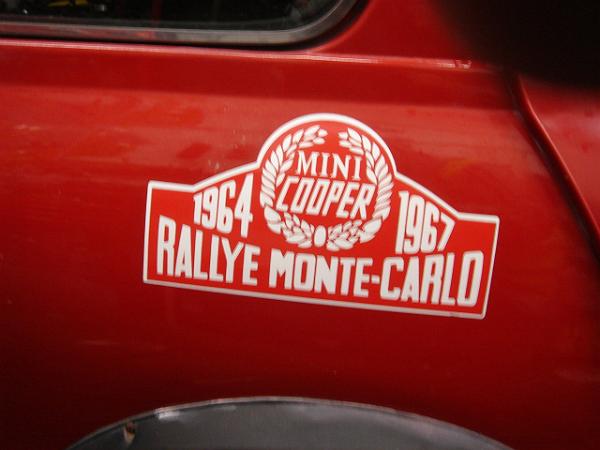 MINI
COOPER
1964 1967
RALLYE MONTE-CARLO